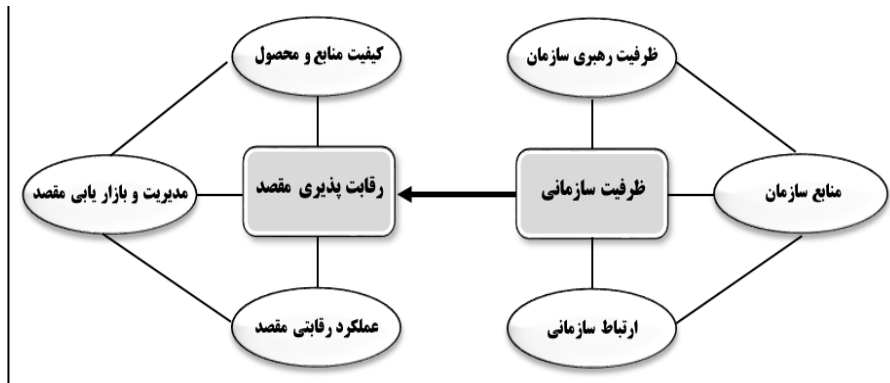 ظرفیت رهبری سازمان
کیفیت منابع و محصول
منابع سازمان
ظرفیت سازمانی
رقابت پذیری مقصد
مدیریت و بازار یابی مقصد
ارتباط سازمانی
عملکرد رقابتی مقصد